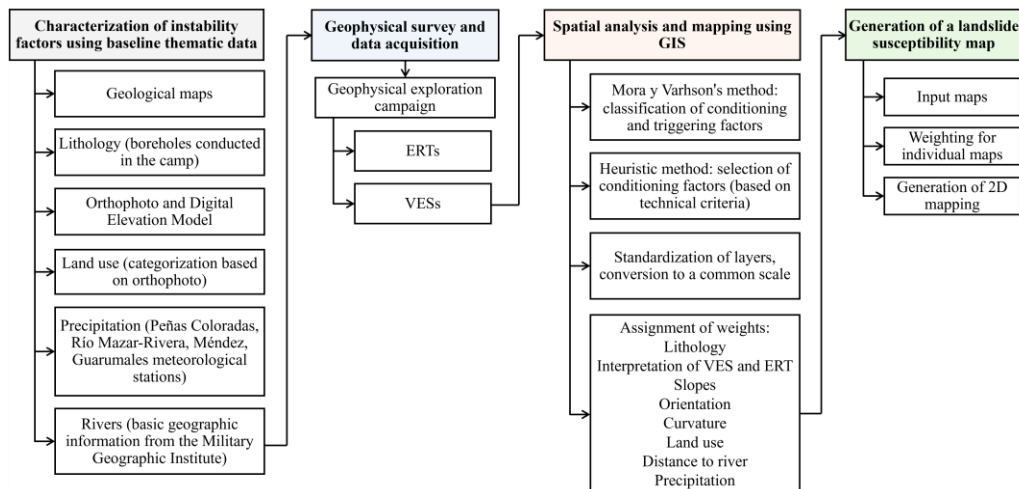 Characterization of instability
factors using baseline thematic data
Geological maps
Lithology (boreholes conducted
in the camp)
Orthophoto and Digital
Elevation Model
Land use (categorization based
on orthophoto)
Precipitation (Peñas Coloradas,
Río Mazar-Rivera, Méndez,
Guarumales meteorological
stations)
Rivers (basic geographic
information from the Military
Geographic Institute)
Geophysical survey and
data acquisition
Geophysical exploration
campaign
ERTs
VESs
Spatial analysis and mapping using
GIS
Mora y Varhson's method:
classification of conditioning
and triggering factors
Heuristic method: selection of
conditioning factors (based on
technical criteria)
Standardization of layers,
conversion to a common scale
Assignment of weights:
Lithology
Interpretation of VES and ERT
Slopes
Orientation
Curvature
Land use
Distance to river
Precipitation
Generation of a landslide
susceptibility map
Input maps
Weighting for
individual maps
Generation of 2D
mapping